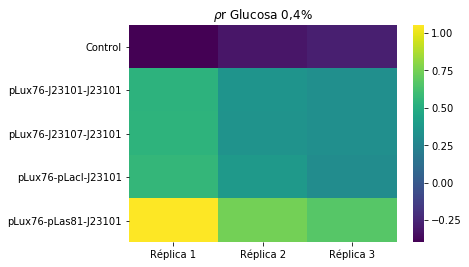 ρr Glucosa 0,4%
Control
pLux76-J23101-J23101
pLux76-J23107-J23101
pLux76-pLacI-J23101
pLux76-pLas81-J23101
Réplica 1
Réplica 2
Réplica 3
1.00
0.75
0.50
0.25
0.00
−0.25